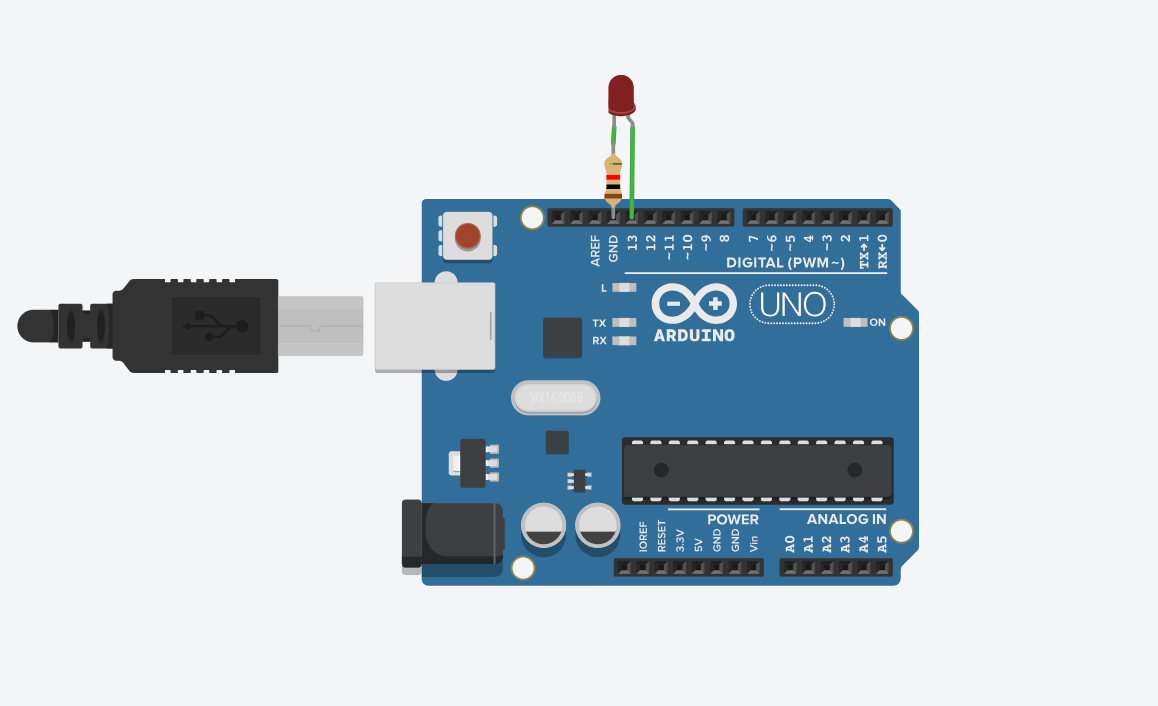 AREF
GND
13
12
~11
~10
~9
8
7
~6
~5
4
~3
2
TX→1
RX←0
DIGITAL (PWM~)
L
TX
RX
ARDUINO
UNO
ON
SPK16.000G
POWER
ANALOG IN
IOREF
RESET
3.3V
5V
GND
GND
Vin
A0
A1
A2
A3
A4
A5